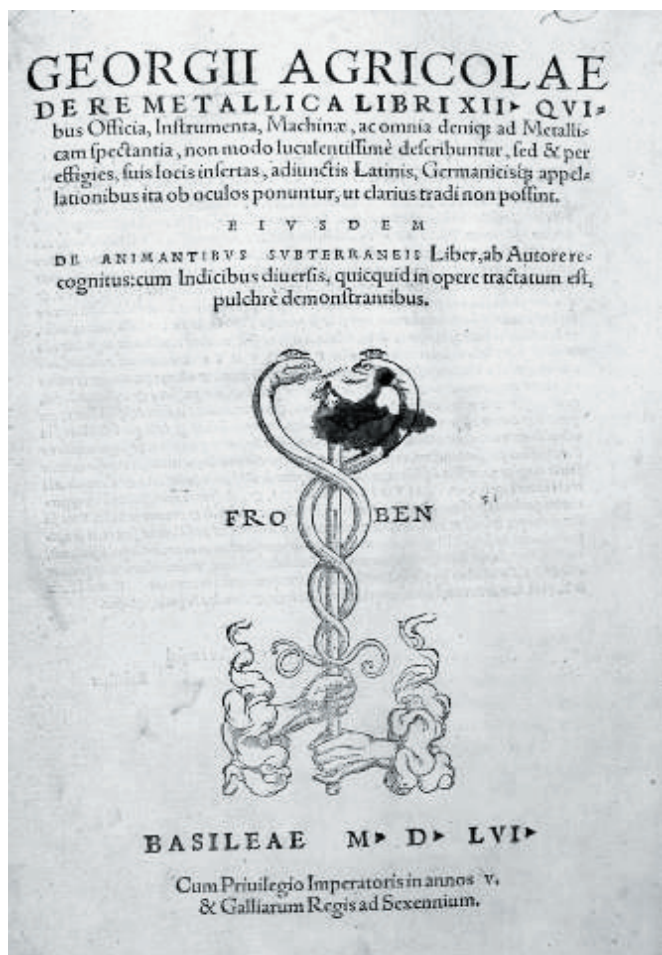 GEORGII AGRICOLAE
DE RE METALLICA LIBRI XII▸ QVI⸗
bus Officia, Inſtrumenta, Machinæ, ac omnia deniqꝫ ad Metalli⸗
cam ſpectantia, non modo luculentiſſimè deſcribuntur, ſed & per
effigies, ſuis locis inſertas, adiunctis Latinis, Germanicisꝗꝫ appel⸗
lationibus ita ob oculos ponuntur, ut clarius tradi non poſſint.
EIVSDEM
DE ANIMANTIBVS SVBTERRANEIS Liber, ab Autore re⸗
cognitus: cum Indicibus diuerſis, quicquid in opere tractatum eſt,
pulchrè demonſtrantibus.
FRO BEN
BASILEAE M▸ D▸ LVI▸
Cum Priuilegio Imperatoris in annos v.
& Galliarum Regis ad Sexennium.